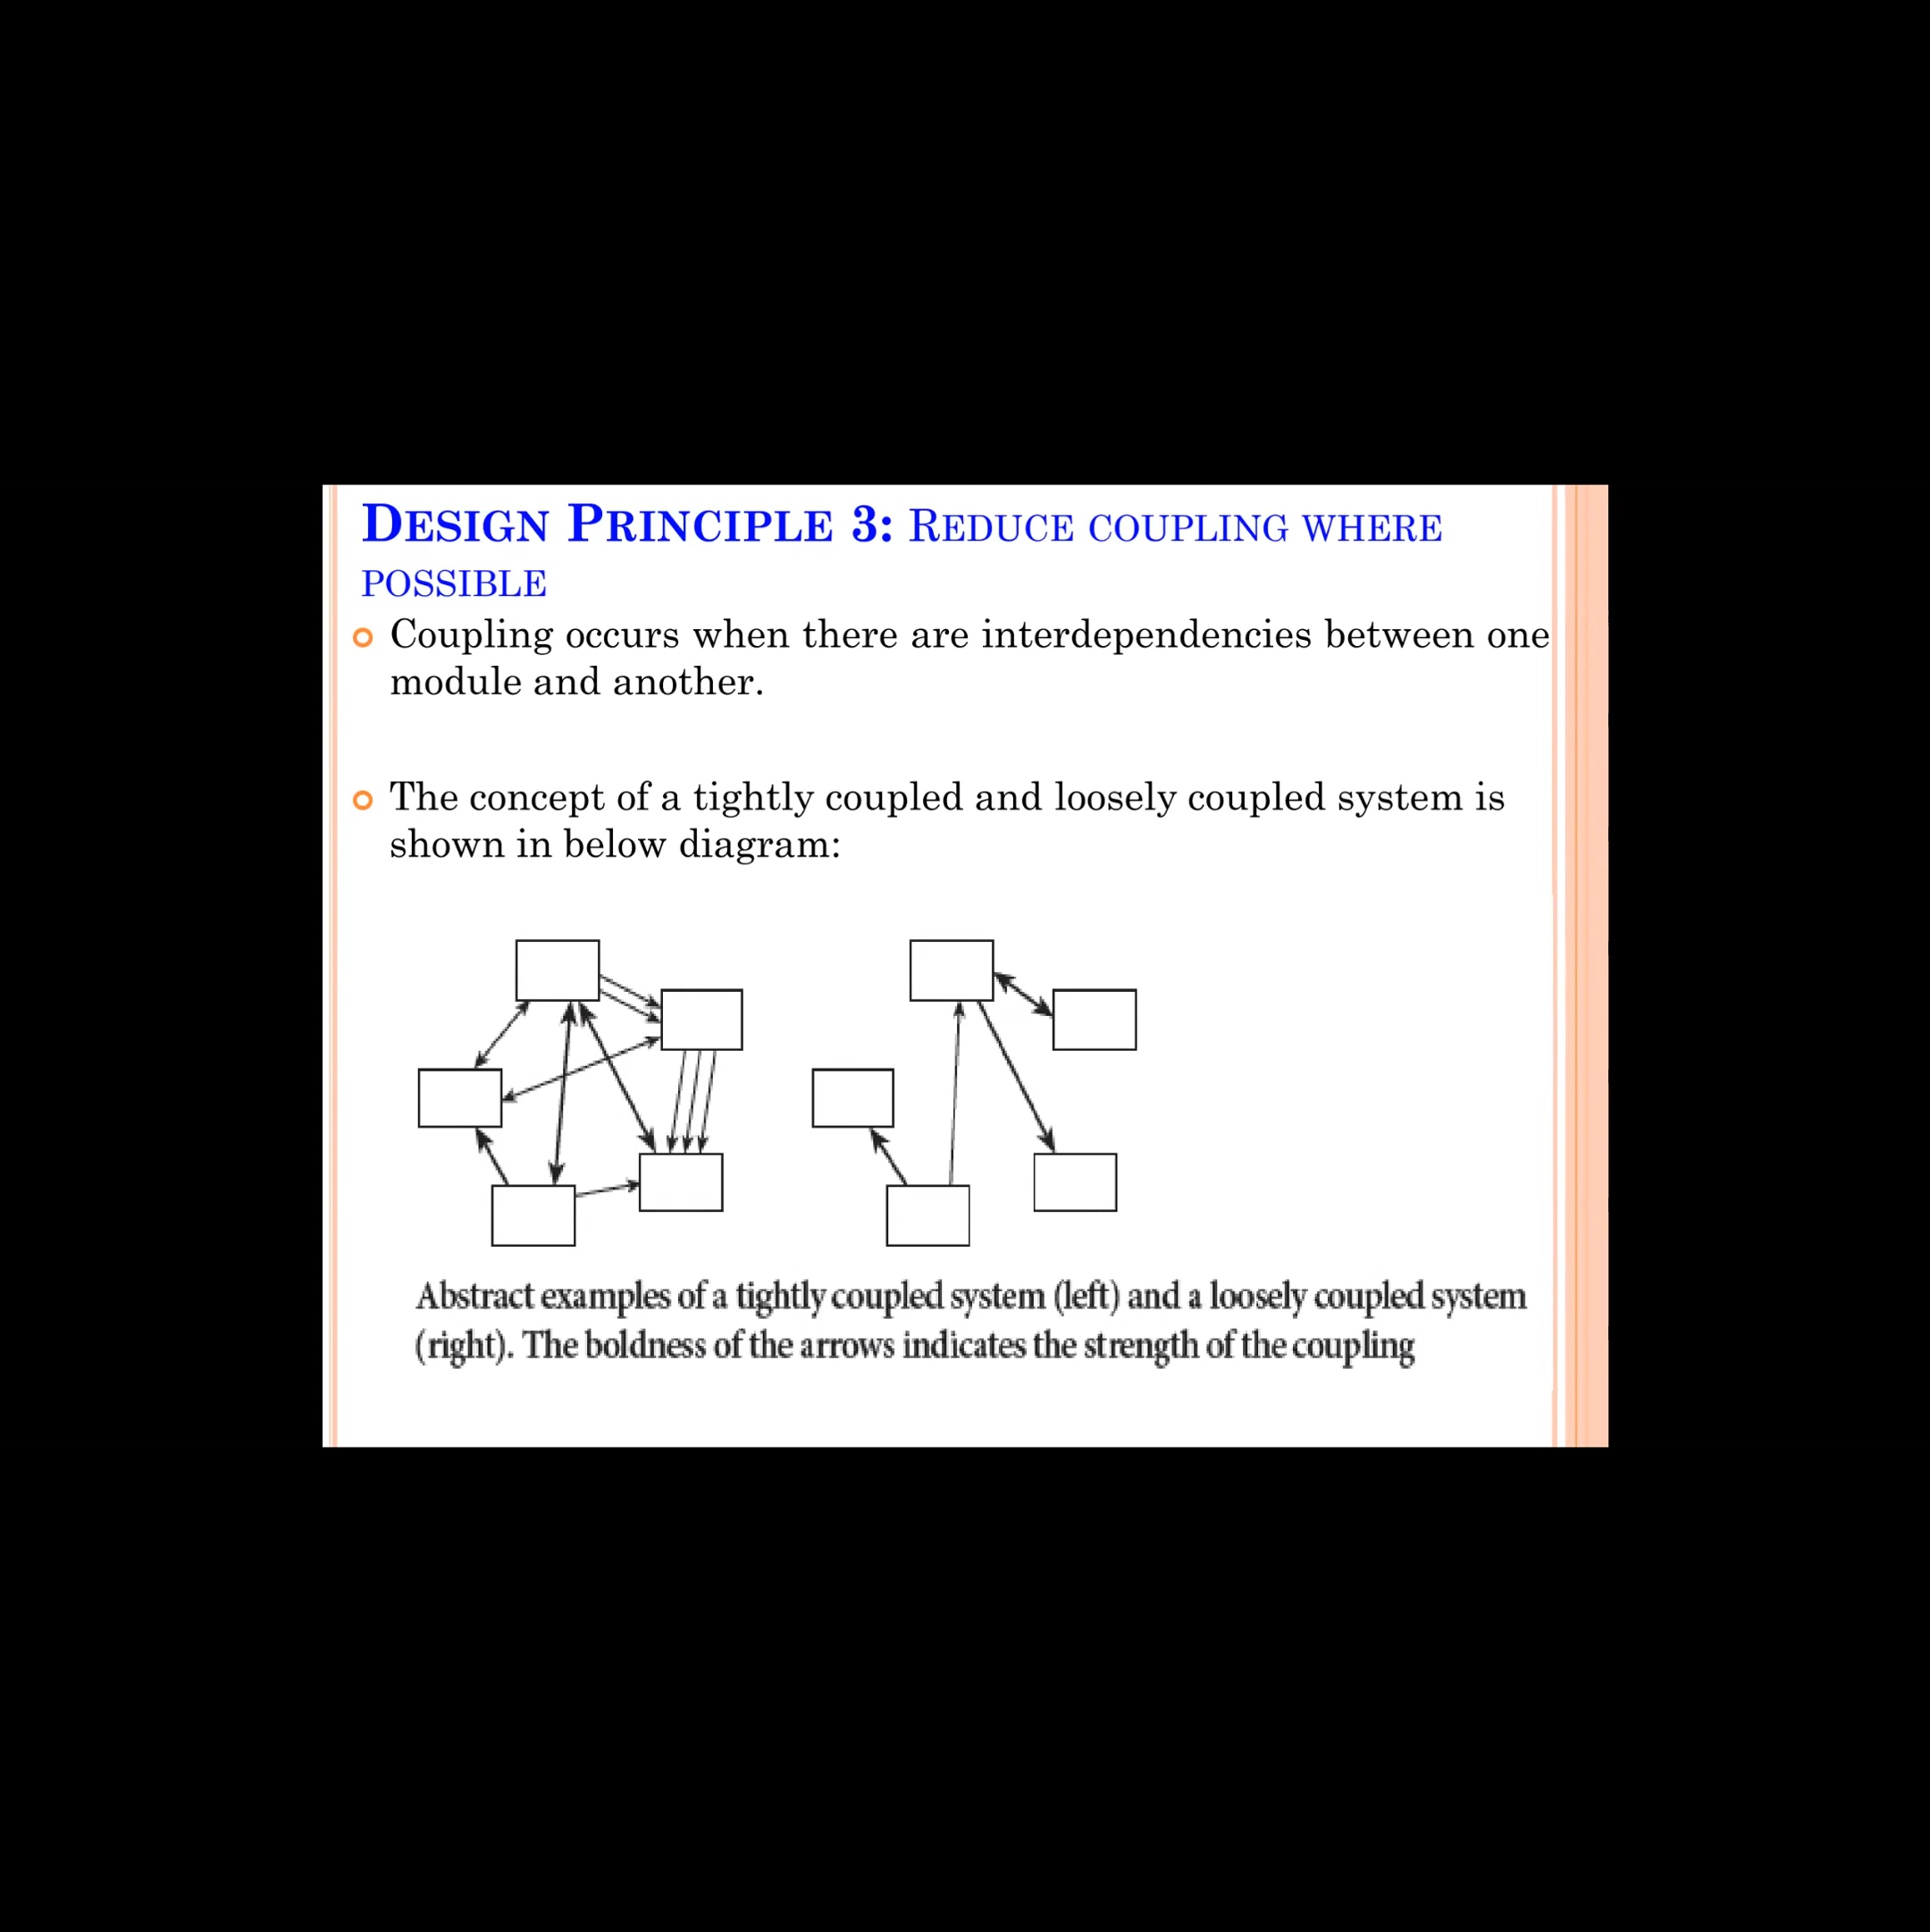 DESIGN PRINCIPLE 3: REDUCE COUPLING WHERE
POSSIBLE
Coupling occurs when there are interdependencies between one
module and another.
The concept of a tightly coupled and loosely coupled system is
shown in below diagram:
Abstract examples of a tightly coupled system (left) and a loosely coupled system
(right). The boldness of the arrows indicates the strength of the coupling